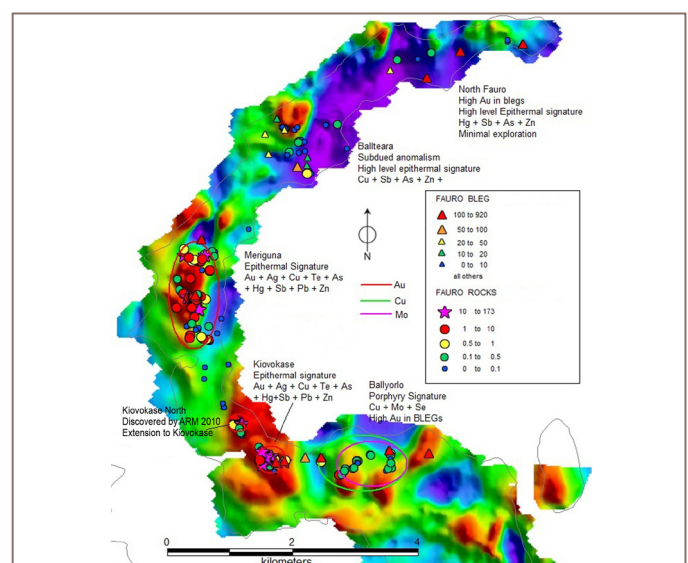 North Fauro
High Au in blegs
High level Epithermal signature
Hg + Sb + As + Zn
Minimal exploration
Ballteara
Subdued anomalism
High level epithermal signature
Cu + Sb + As + Zn +
FAURO BLEG
100 to 920
50 to 100
20 to 50
10 to 20
0 to 10
all others
FAURO ROCKS
10 to 173
1 to 10
0.5 to 1
0.1 to 0.5
0 to 0.1
N
Au
Cu
Mo
Meriguna
Epithermal Signature
Au + Ag + Cu + Te + As
+ Hg + Sb + Pb + Zn
Kiovokase
Epithermal signature
Au + Ag + Cu + Te + As
+ Hg+Sb + Pb + Zn
Ballyorlo
Porphyry Signature
Cu + Mo + Se
High Au in BLEGs
Kiovokase North
Discovered by ARM 2010
Extension to Kiovokase
0 2 4
kilometers